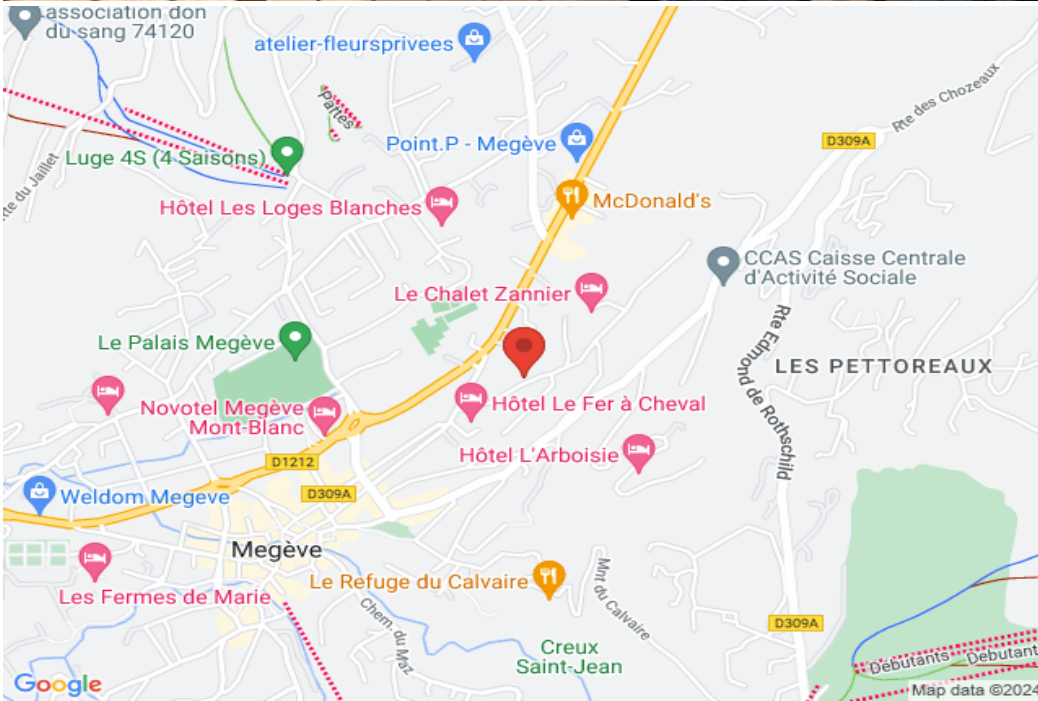 association don
du sang 74120
atelier-fleursprivees
Pattes
Rte des Chozeaux
Point.P - Megève
D309A
Luge 4S (4 Saisons)
te du Jaillet
McDonald's
Hôtel Les Loges Blanches
CCAS Caisse Centrale
d'Activité Sociale
Le Chalet Zannier
Rte Edmond de Rothschild
Le Palais Megève
LES PETTOREAUX
Novotel Megève
Mont-Blanc
Hôtel Le Fer à Cheval
Hôtel L'Arboisie
D1212
Weldom Megeve
D309A
Megève
Le Refuge du Calvaire
Mnt du Calvaire
Les Fermes de Marie
Chem. du Maz
D309A
Creux
Saint-Jean
Débutants
Débutant
Google
Map data ©2024